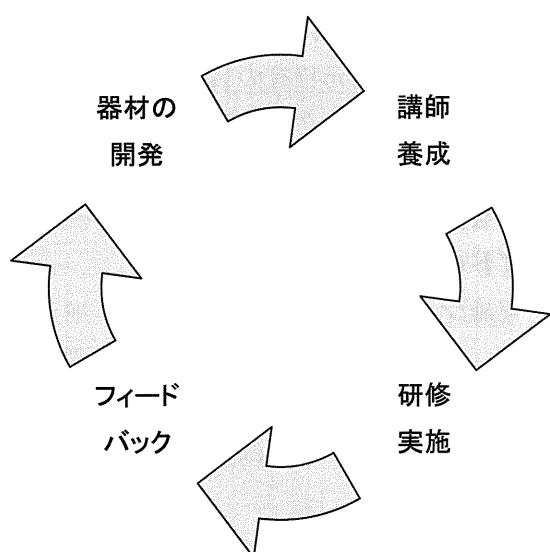 器材の
開発
講師
養成
研修
実施
フィード
バック